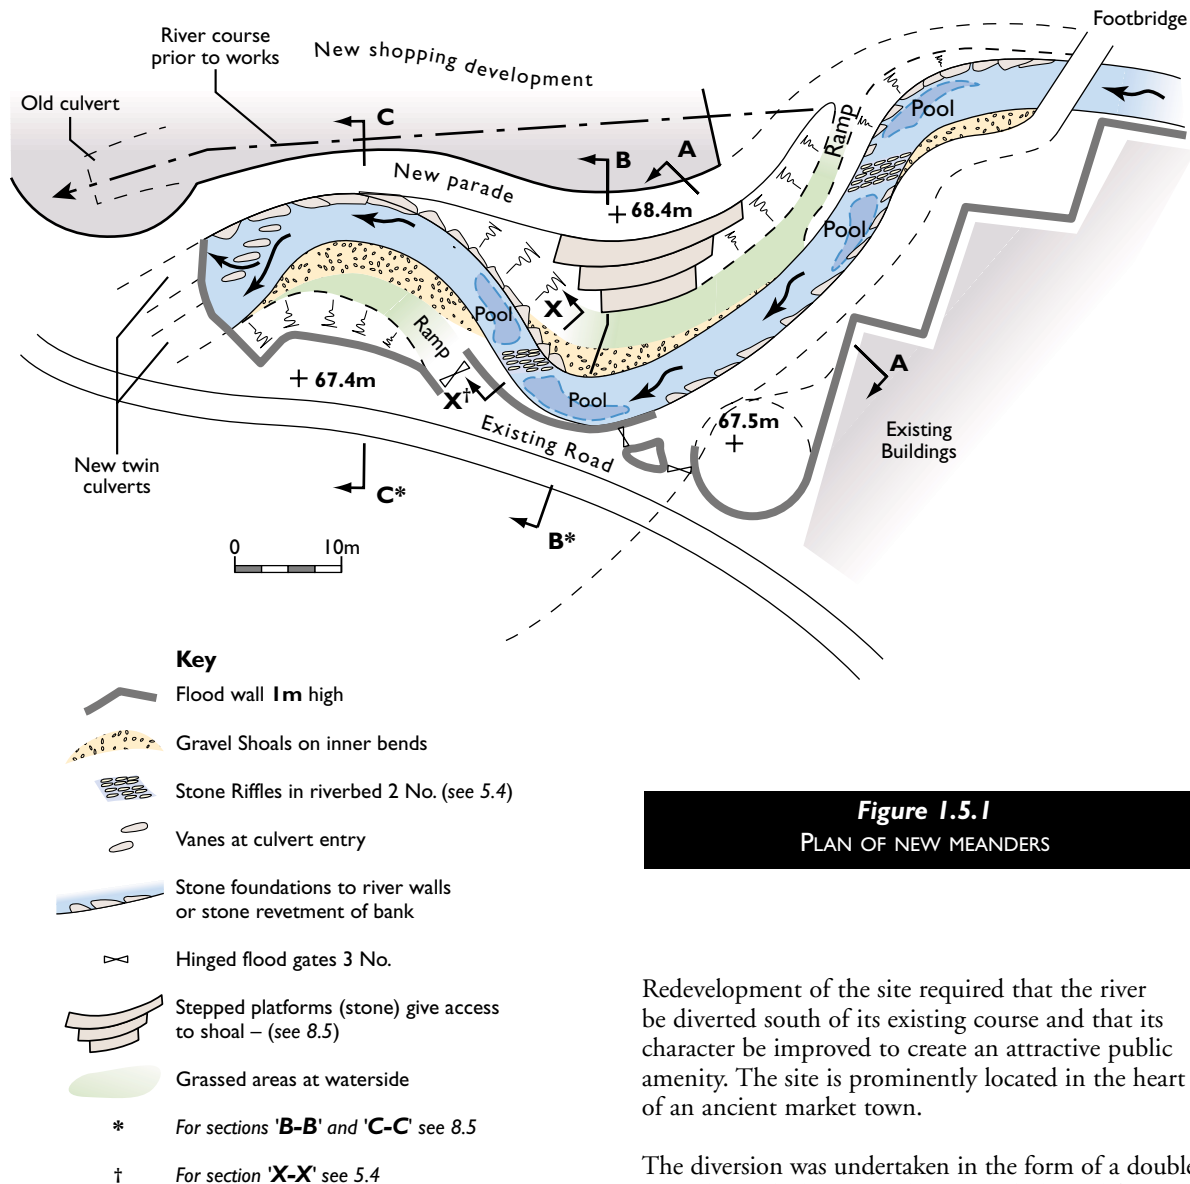 Footbridge
River course
prior to works
New shopping development
Old culvert
C
B
A
Ramp
Pool
New parade
68.4m
Pool
X
Pool
Ramp
67.4m
X†
Pool
A
67.5m
Existing Road
Existing
Buildings
New twin
culverts
C*
B*
0 10m
Key
Flood wall 1m high
Gravel Shoals on inner bends
Stone Riffles in riverbed 2 No. (see 5.4)
Vanes at culvert entry
Stone foundations to river walls
or stone revetment of bank
Hinged flood gates 3 No.
Stepped platforms (stone) give access
to shoal – (see 8.5)
Grassed areas at waterside
* For sections 'B-B' and 'C-C' see 8.5
† For section 'X-X' see 5.4
Figure 1.5.1
PLAN OF NEW MEANDERS
Redevelopment of the site required that the river
be diverted south of its existing course and that its
character be improved to create an attractive public
amenity. The site is prominently located in the heart
of an ancient market town.
The diversion was undertaken in the form of a double